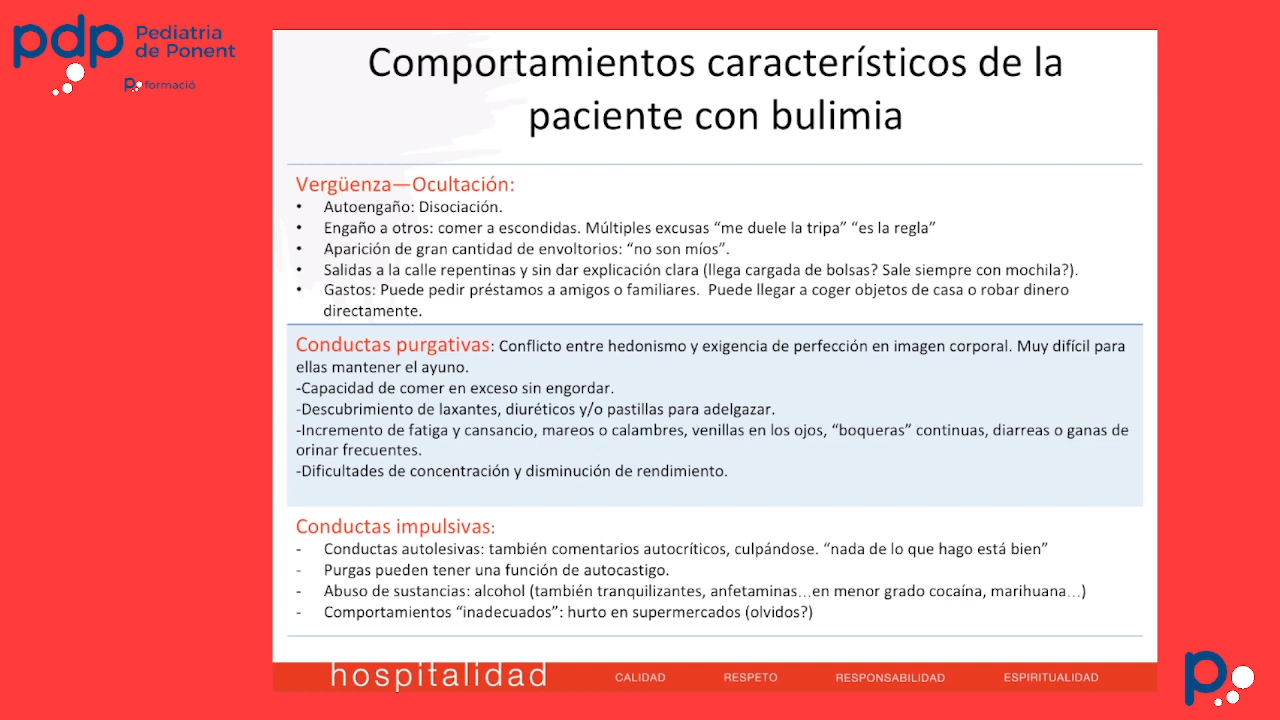 pdp Pediatria
de Ponent
p formació
Comportamientos característicos de la
paciente con bulimia
Vergüenza—Ocultación:
• Autoengaño: Disociación.
• Engaño a otros: comer a escondidas. Múltiples excusas “me duele la tripa” “es la regla”
• Aparición de gran cantidad de envoltorios: “no son míos”.
• Salidas a la calle repentinas y sin dar explicación clara (llega cargada de bolsas? Sale siempre con mochila?).
• Gastos: Puede pedir préstamos a amigos o familiares. Puede llegar a coger objetos de casa o robar dinero
directamente.
Conductas purgativas: Conflicto entre hedonismo y exigencia de perfección en imagen corporal. Muy difícil para
ellas mantener el ayuno.
-Capacidad de comer en exceso sin engordar.
-Descubrimiento de laxantes, diuréticos y/o pastillas para adelgazar.
-Incremento de fatiga y cansancio, mareos o calambres, venillas en los ojos, “boqueras” continuas, diarreas o ganas de
orinar frecuentes.
-Dificultades de concentración y disminución de rendimiento.
Conductas impulsivas:
- Conductas autolesivas: también comentarios autocríticos, culpándose. “nada de lo que hago está bien”
- Purgas pueden tener una función de autocastigo.
- Abuso de sustancias: alcohol (también tranquilizantes, anfetaminas…en menor grado cocaína, marihuana…)
- Comportamientos “inadecuados”: hurto en supermercados (olvidos?)
hospitalidad CALIDAD RESPETO RESPONSABILIDAD ESPIRITUALIDAD
p